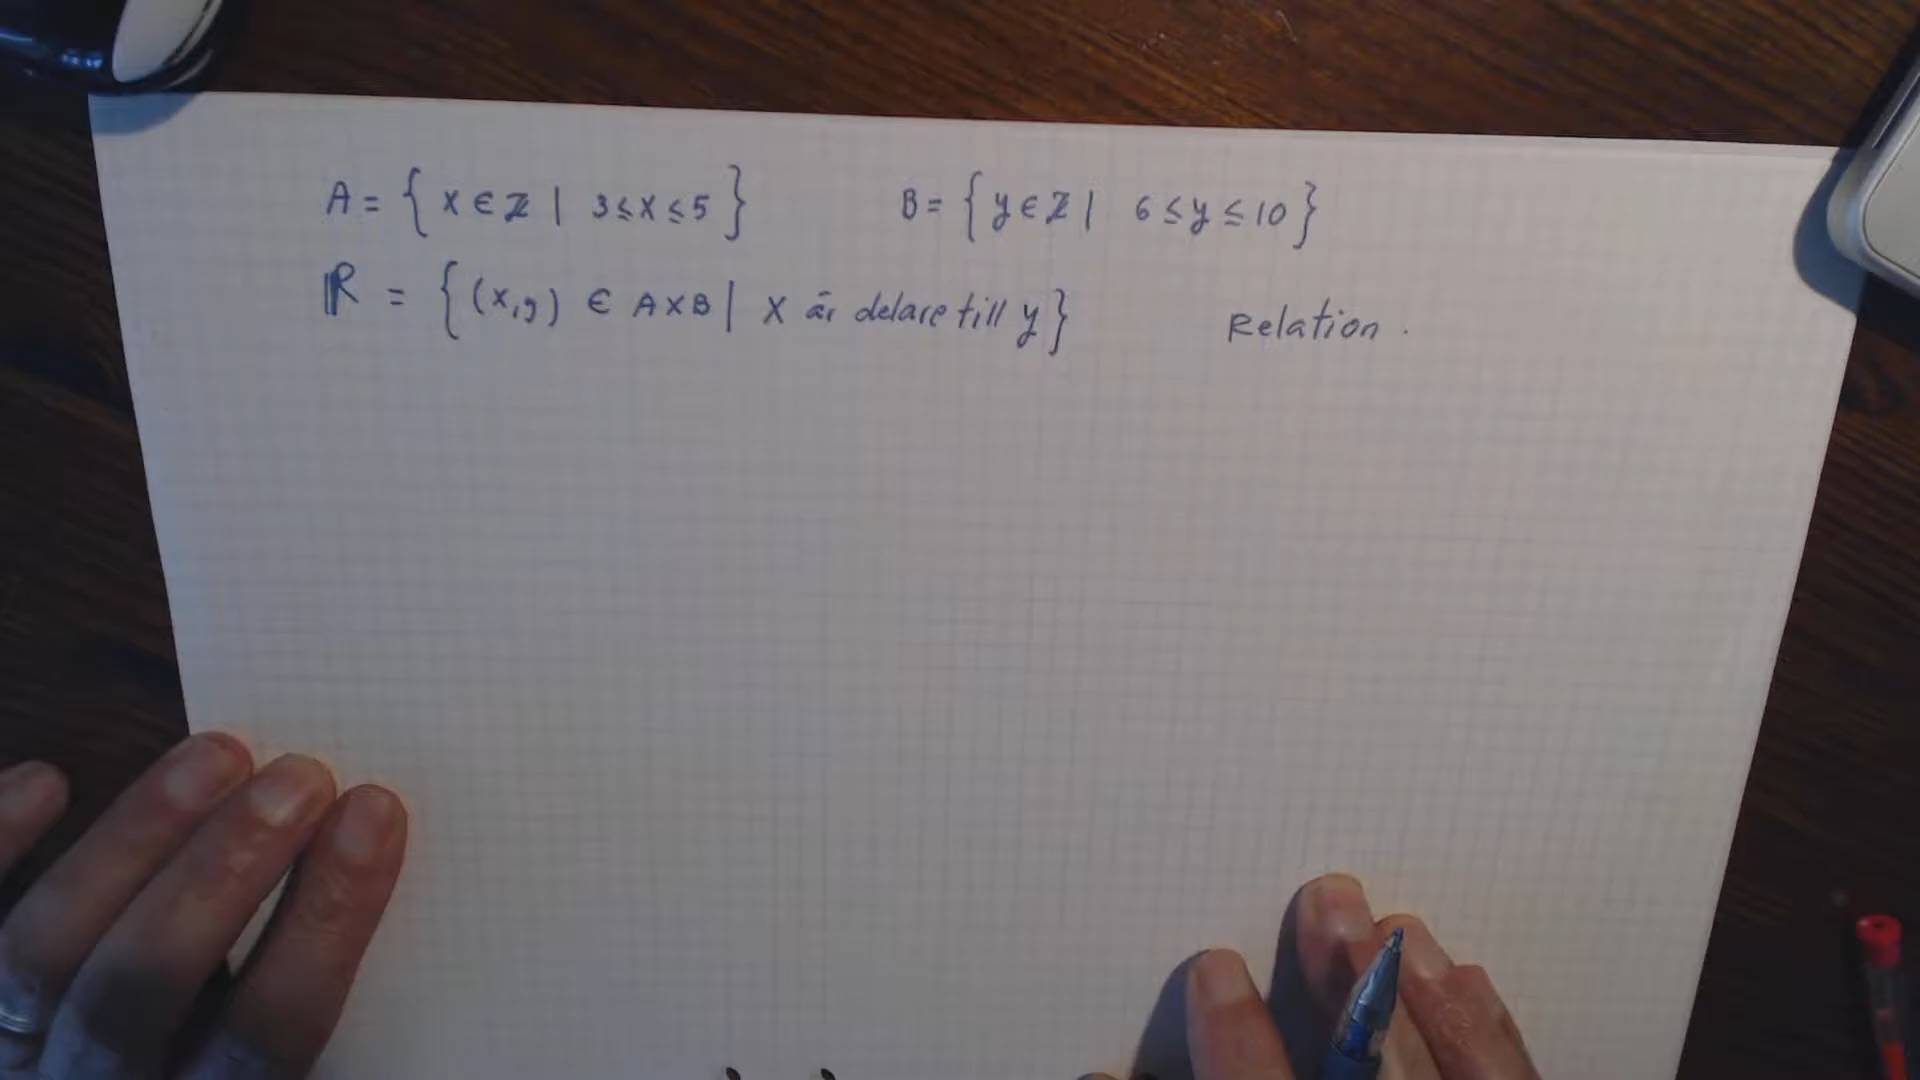 A = { x ∈ ℤ | 3 ≤ x ≤ 5 } B = { y ∈ ℤ | 6 ≤ y ≤ 10 }
ℝ = { (x,y) ∈ A×B | x är delare till y } Relation.